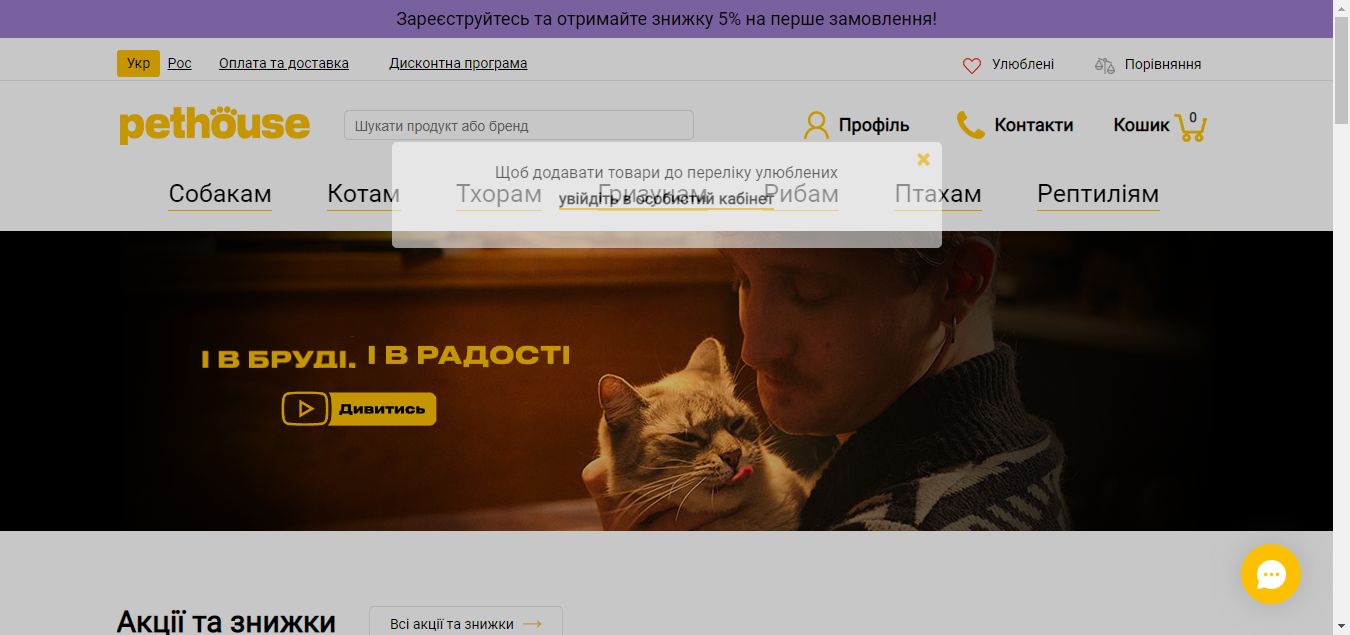 Зареєструйтесь та отримайте знижку 5% на перше замовлення!
Укр Рос Оплата та доставка Дисконтна програма Улюблені Порівняння
pethouse Шукати продукт або бренд Профіль Контакти Кошик 0
Щоб додавати товари до переліку улюблених
увійдіть в особистий кабінет
Собакам Котам Тхорам Гризунам Рибам Птахам Рептиліям
І В БРУДІ. І В РАДОСТІ
Дивитись
Акції та знижки Всі акції та знижки